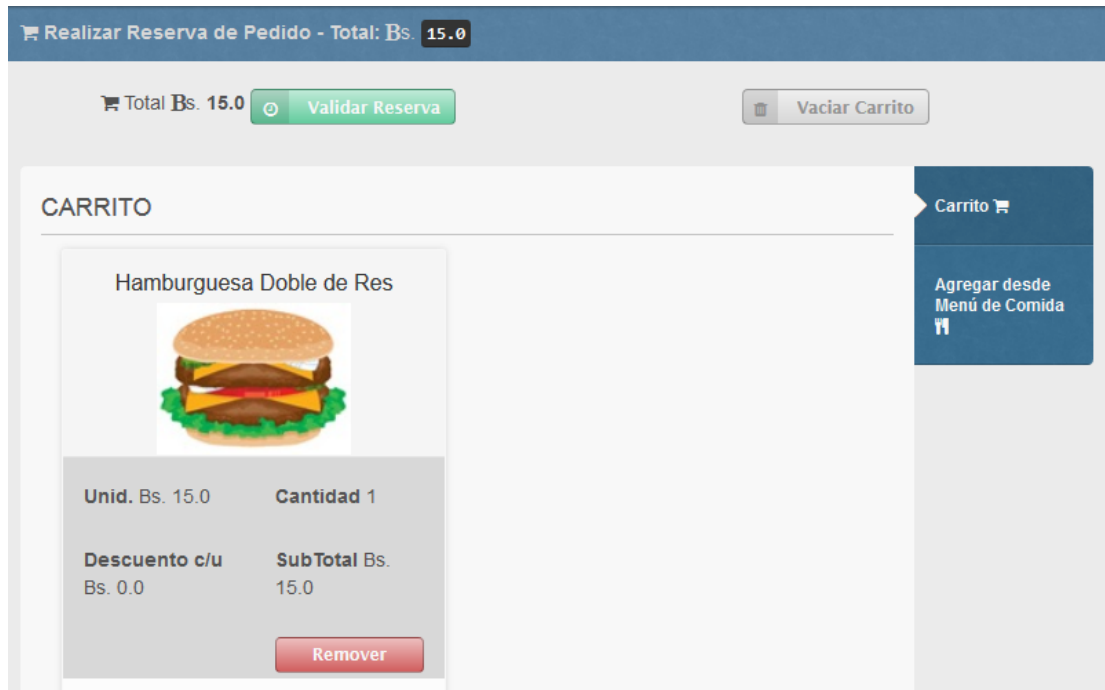 Realizar Reserva de Pedido - Total: Bs. 15.0
Total Bs. 15.0
Validar Reserva
Vaciar Carrito
CARRITO
Hamburguesa Doble de Res
Unid. Bs. 15.0
Cantidad 1
Descuento c/u
Bs. 0.0
SubTotal Bs.
15.0
Remover
Carrito
Agregar desde
Menú de Comida